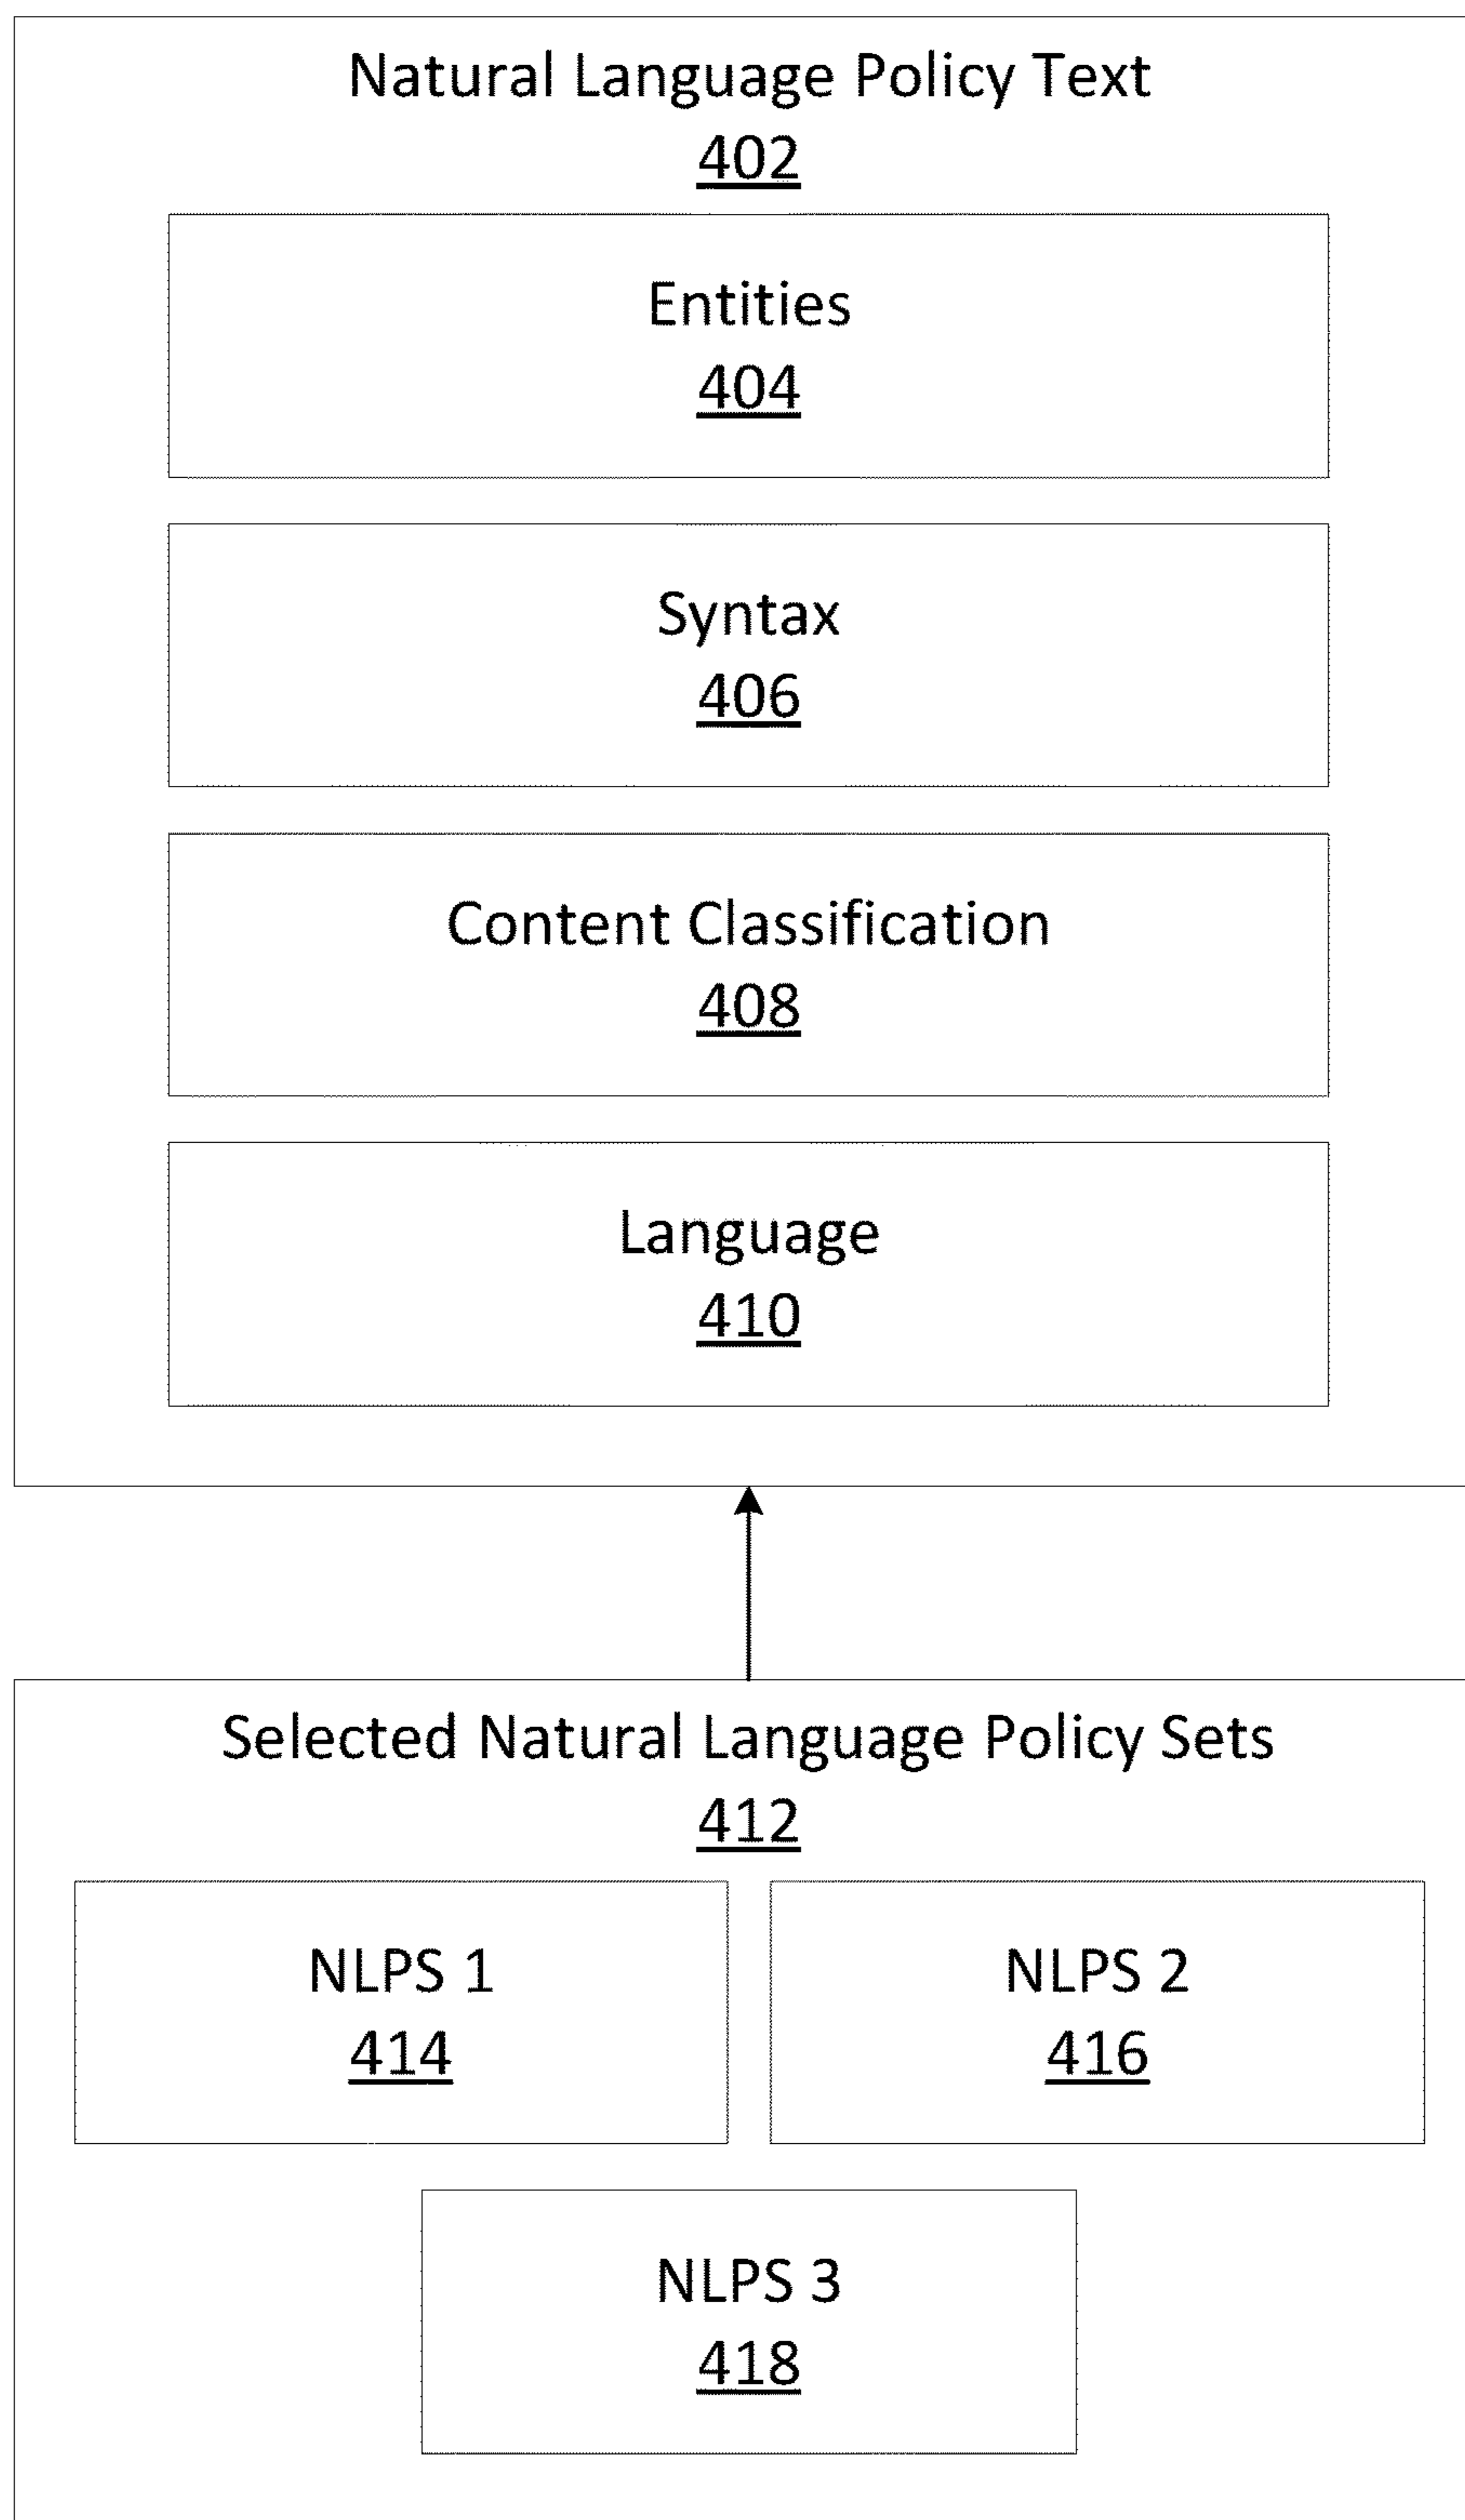 Natural Language Policy Text
402
Entities
404
Syntax
406
Content Classification
408
Language
410
Selected Natural Language Policy Sets
412
NLPS 1
414
NLPS 2
416
NLPS 3
418